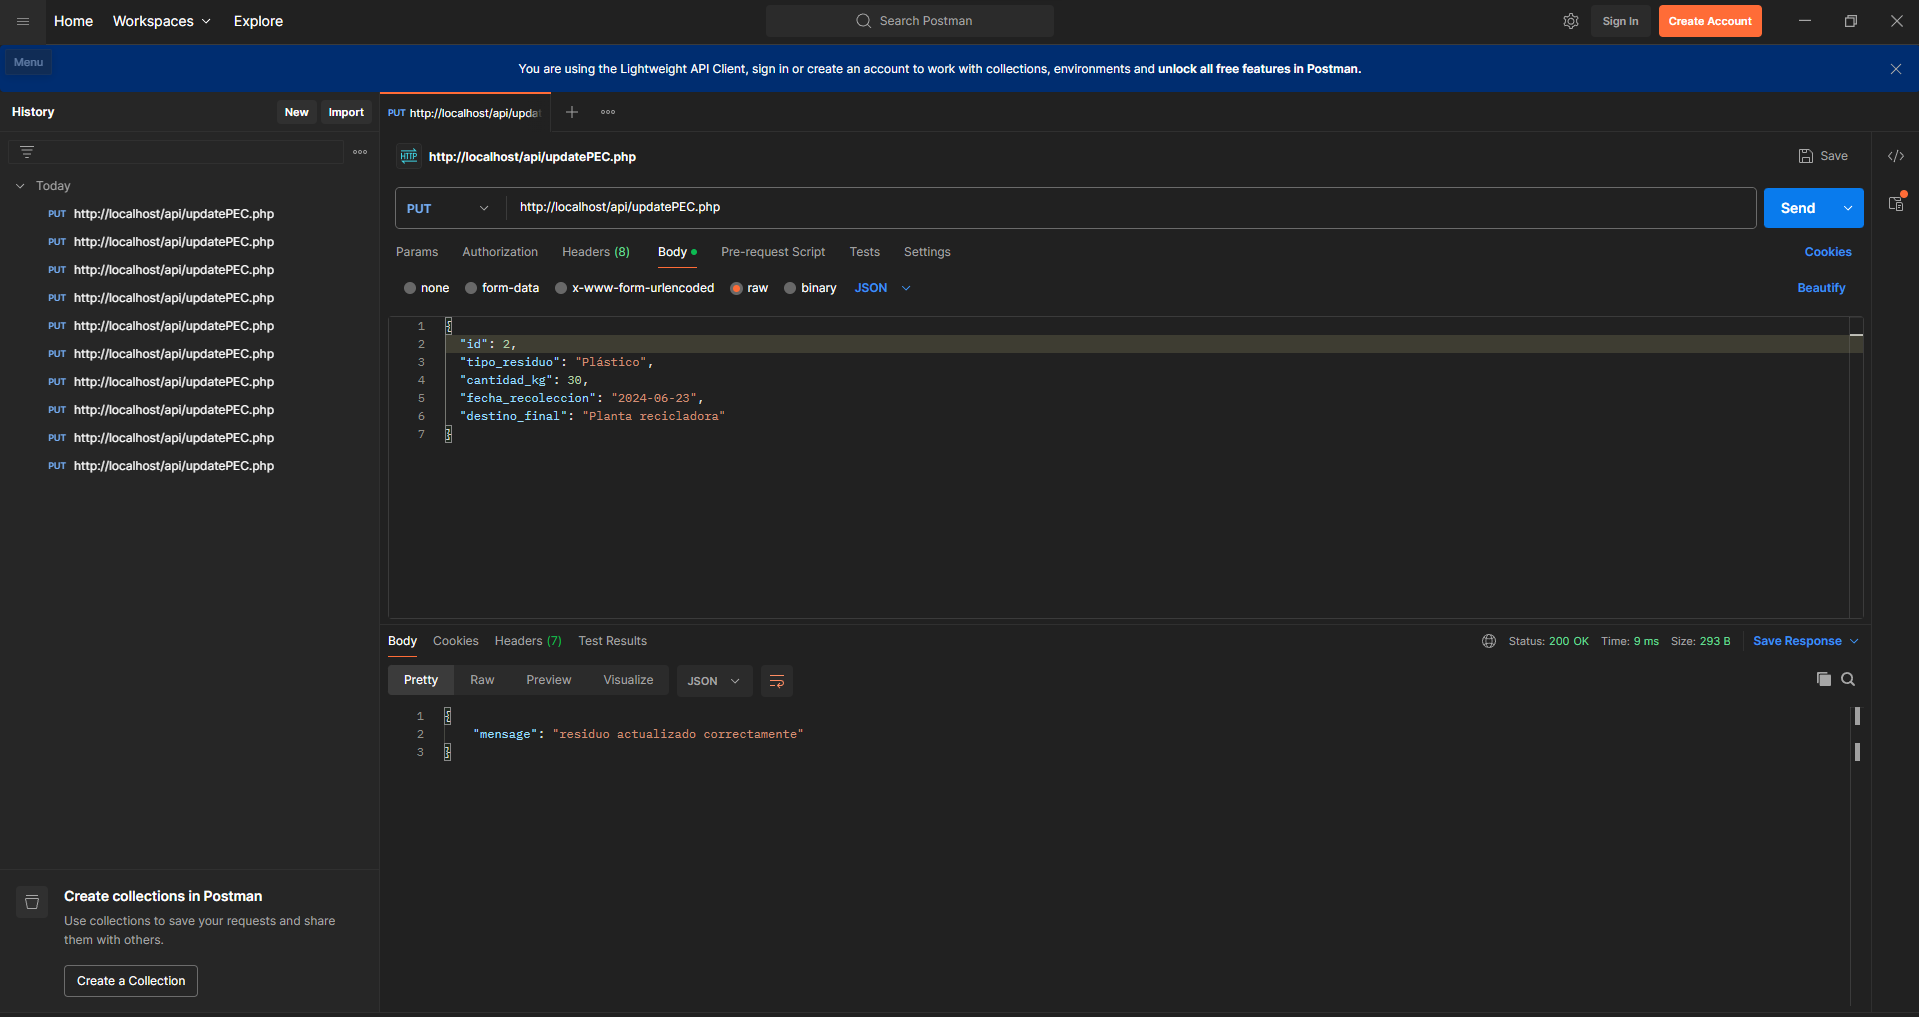 Home Workspaces Explore Search Postman Sign In Create Account
Menu
You are using the Lightweight API Client, sign in or create an account to work with collections, environments and unlock all free features in Postman.
History New Import
PUT http://localhost/api/upda
HTTP http://localhost/api/updatePEC.php Save
Today
PUT http://localhost/api/updatePEC.php
PUT http://localhost/api/updatePEC.php
PUT http://localhost/api/updatePEC.php
PUT http://localhost/api/updatePEC.php
PUT http://localhost/api/updatePEC.php
PUT http://localhost/api/updatePEC.php
PUT http://localhost/api/updatePEC.php
PUT http://localhost/api/updatePEC.php
PUT http://localhost/api/updatePEC.php
PUT http://localhost/api/updatePEC.php
Create collections in Postman
Use collections to save your requests and share
them with others.
Create a Collection
PUT http://localhost/api/updatePEC.php Send
Params Authorization Headers (8) Body Pre-request Script Tests Settings Cookies
none form-data x-www-form-urlencoded raw binary JSON Beautify
1 {
2 "id": 2,
3 "tipo_residuo": "Plástico",
4 "cantidad_kg": 30,
5 "fecha_recoleccion": "2024-06-23",
6 "destino_final": "Planta recicladora"
7 }
Body Cookies Headers (7) Test Results Status: 200 OK Time: 9 ms Size: 293 B Save Response
Pretty Raw Preview Visualize JSON
1 {
2 "mensage": "residuo actualizado correctamente"
3 }